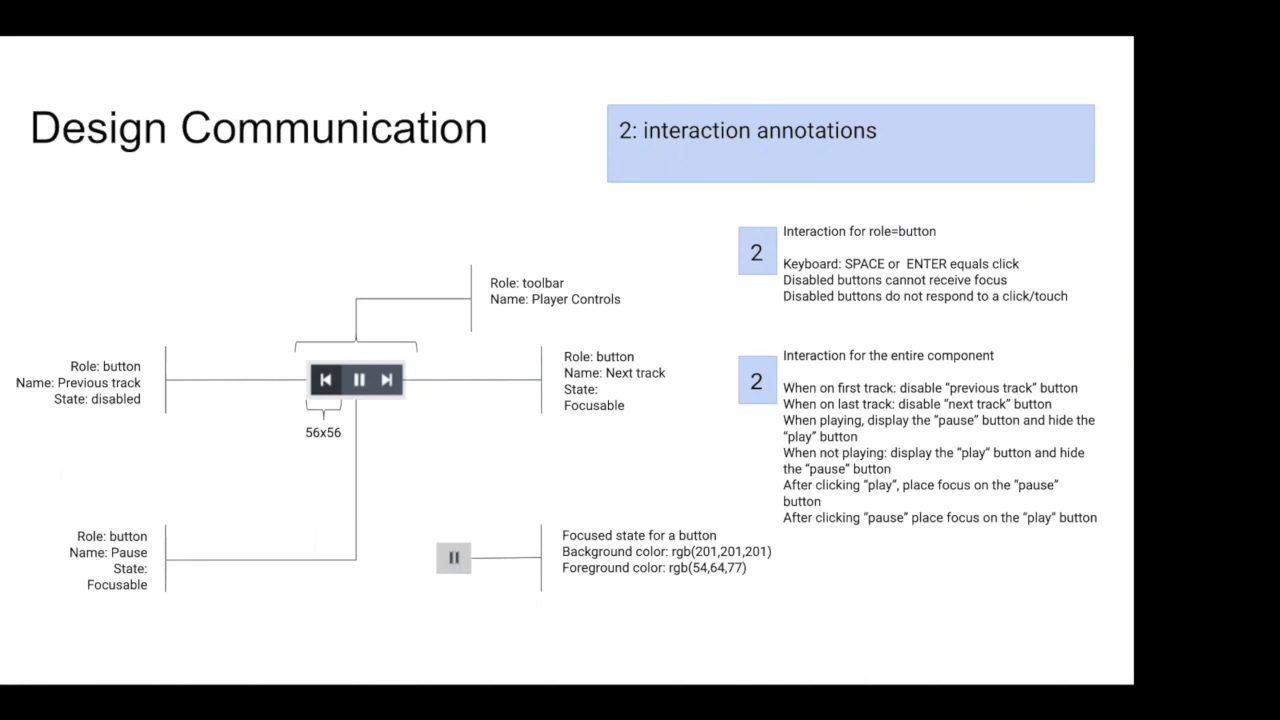 Design Communication
2: interaction annotations
2
Interaction for role=button
Keyboard: SPACE or  ENTER equals click
Disabled buttons cannot receive focus
Disabled buttons do not respond to a click/touch
Role: toolbar
Name: Player Controls
Role: button
Name: Previous track
State: disabled
Role: button
Name: Next track
State:
Focusable
56x56
2
Interaction for the entire component
When on first track: disable “previous track” button
When on last track: disable “next track” button
When playing, display the “pause” button and hide the
“play” button
When not playing: display the “play” button and hide
the “pause” button
After clicking “play”, place focus on the “pause”
button
After clicking “pause” place focus on the “play” button
Role: button
Name: Pause
State:
Focusable
Focused state for a button
Background color: rgb(201,201,201)
Foreground color: rgb(54,64,77)